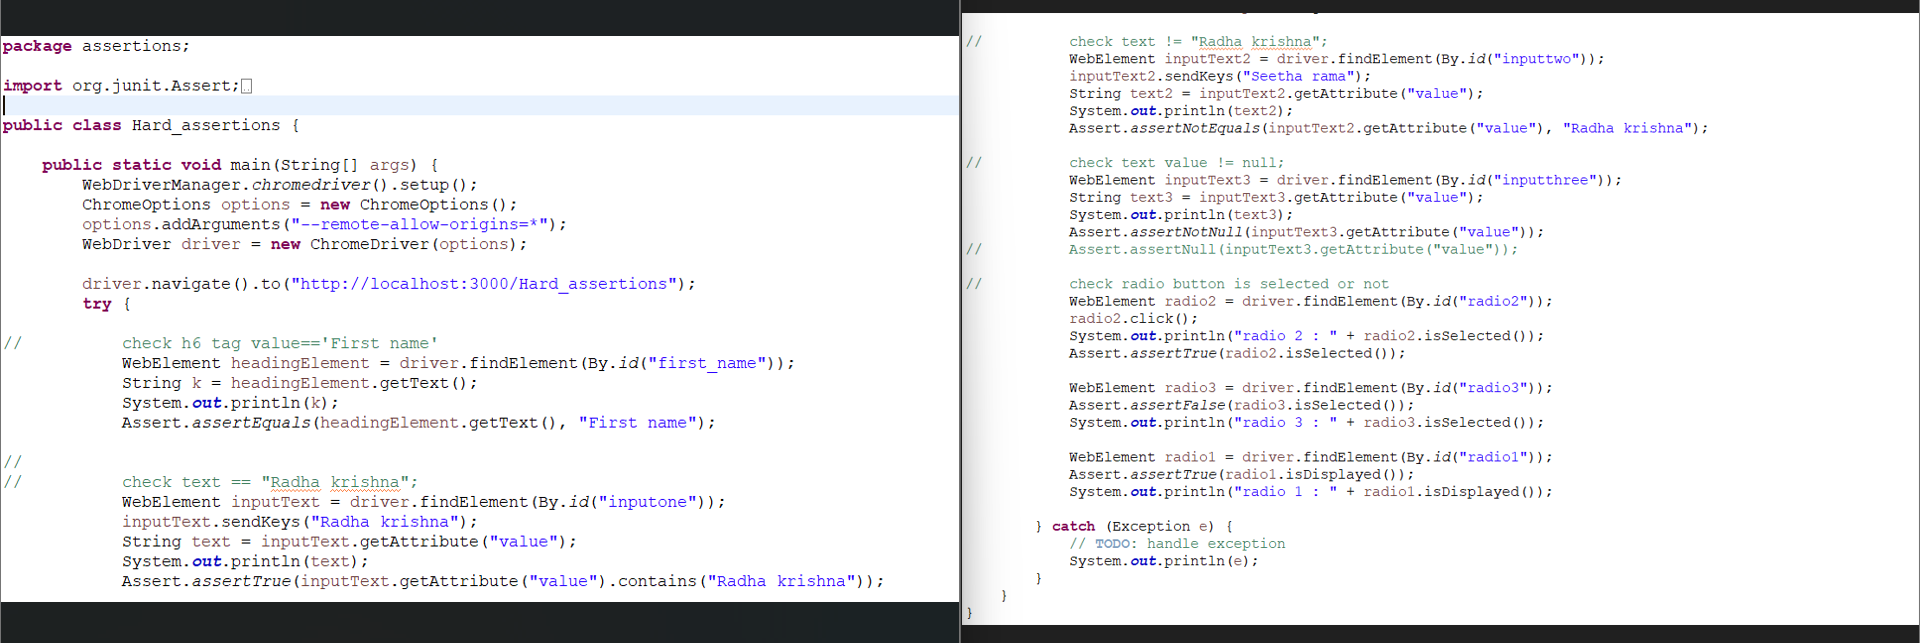 package assertions;
import org.junit.Assert;
public class Hard_assertions {
public static void main(String[] args) {
WebDriverManager.chromedriver().setup();
ChromeOptions options = new ChromeOptions();
options.addArguments("--remote-allow-origins=*");
WebDriver driver = new ChromeDriver(options);
driver.navigate().to("http://localhost:3000/Hard_assertions");
try {
// check h6 tag value=='First name'
WebElement headingElement = driver.findElement(By.id("first_name"));
String k = headingElement.getText();
System.out.println(k);
Assert.assertEquals(headingElement.getText(), "First name");
//
// check text == "Radha krishna";
WebElement inputText = driver.findElement(By.id("inputone"));
inputText.sendKeys("Radha krishna");
String text = inputText.getAttribute("value");
System.out.println(text);
Assert.assertTrue(inputText.getAttribute("value").contains("Radha krishna"));
// check text != "Radha krishna";
WebElement inputText2 = driver.findElement(By.id("inputtwo"));
inputText2.sendKeys("Seetha rama");
String text2 = inputText2.getAttribute("value");
System.out.println(text2);
Assert.assertNotEquals(inputText2.getAttribute("value"), "Radha krishna");
// check text value != null;
WebElement inputText3 = driver.findElement(By.id("inputthree"));
String text3 = inputText3.getAttribute("value");
System.out.println(text3);
Assert.assertNotNull(inputText3.getAttribute("value"));
// Assert.assertNull(inputText3.getAttribute("value"));
// check radio button is selected or not
WebElement radio2 = driver.findElement(By.id("radio2"));
radio2.click();
System.out.println("radio 2 : " + radio2.isSelected());
Assert.assertTrue(radio2.isSelected());
WebElement radio3 = driver.findElement(By.id("radio3"));
Assert.assertFalse(radio3.isSelected());
System.out.println("radio 3 : " + radio3.isSelected());
WebElement radio1 = driver.findElement(By.id("radio1"));
Assert.assertTrue(radio1.isDisplayed());
System.out.println("radio 1 : " + radio1.isDisplayed());
} catch (Exception e) {
// TODO: handle exception
System.out.println(e);
}
}
}